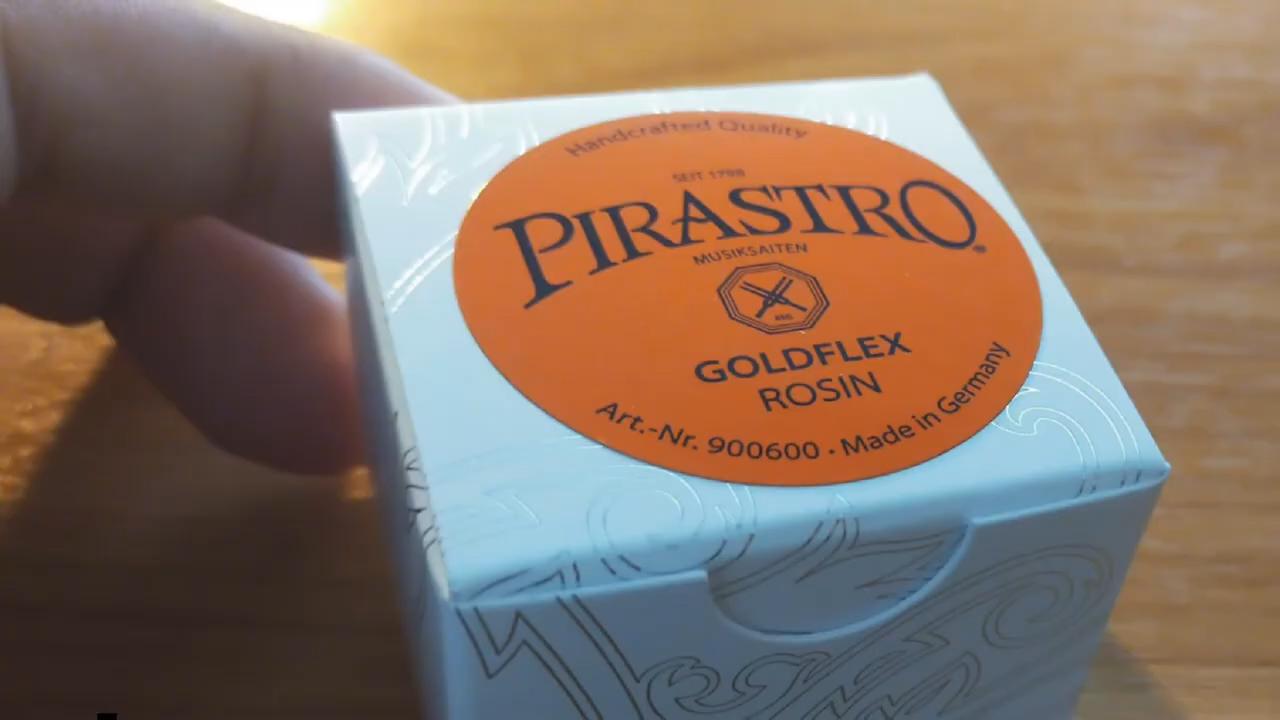 Handcrafted Quality
SEIT 1798
PIRASTRO®
MUSIKSAITEN
GOLDFLEX
ROSIN
Art.-Nr. 900600 · Made in Germany